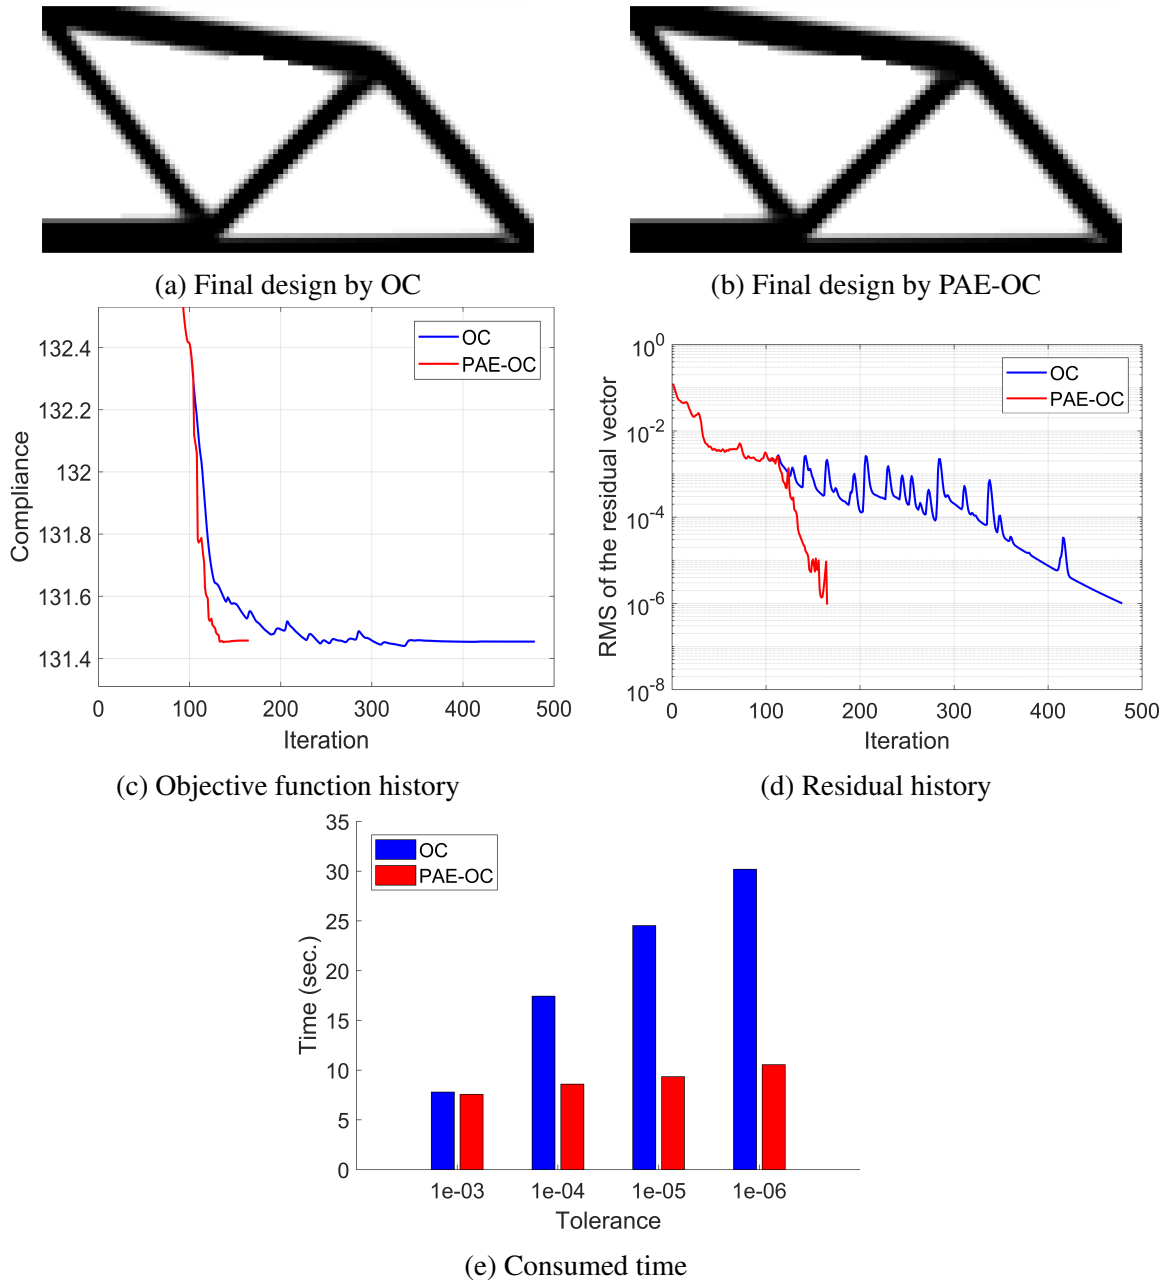 (a) Final design by OC
(b) Final design by PAE-OC
132.4
132.2
132
131.8
131.6
131.4
Compliance
OC
PAE-OC
0
100
200
300
400
500
Iteration
(c) Objective function history
10^0
10^-2
10^-4
10^-6
10^-8
RMS of the residual vector
OC
PAE-OC
0
100
200
300
400
500
Iteration
(d) Residual history
35
30
25
20
15
10
5
0
Time (sec.)
OC
PAE-OC
1e-03
1e-04
1e-05
1e-06
Tolerance
(e) Consumed time